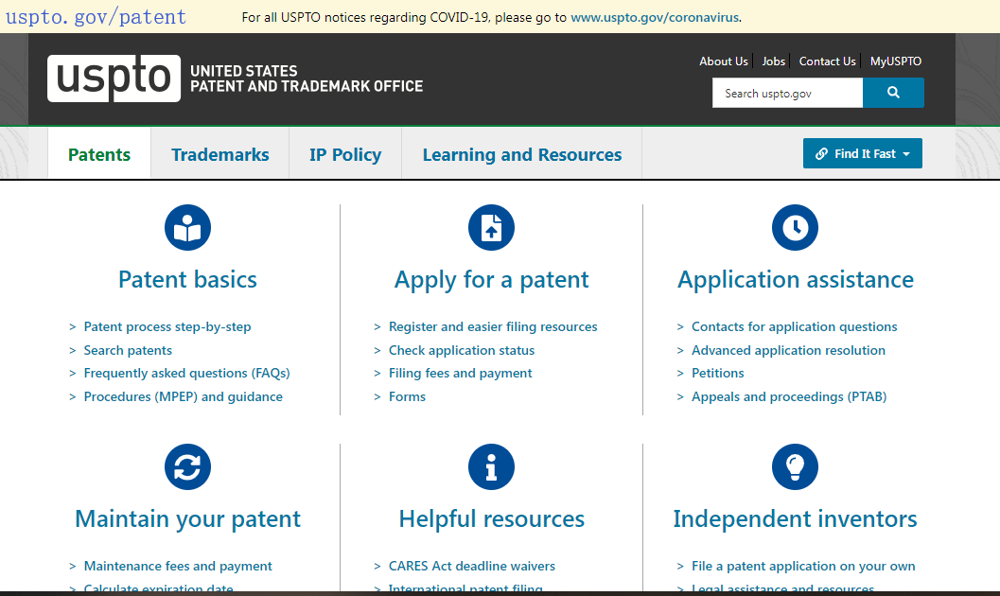 uspto.gov/patent
For all USPTO notices regarding COVID-19, please go to www.uspto.gov/coronavirus.
uspto UNITED STATES
PATENT AND TRADEMARK OFFICE
About Us Jobs Contact Us MyUSPTO
Search uspto.gov
Patents Trademarks IP Policy Learning and Resources Find It Fast
Patent basics
> Patent process step-by-step
> Search patents
> Frequently asked questions (FAQs)
> Procedures (MPEP) and guidance
Apply for a patent
> Register and easier filing resources
> Check application status
> Filing fees and payment
> Forms
Application assistance
> Contacts for application questions
> Advanced application resolution
> Petitions
> Appeals and proceedings (PTAB)
Maintain your patent
> Maintenance fees and payment
> Calculate expiration date
Helpful resources
> CARES Act deadline waivers
> International patent filing
Independent inventors
> File a patent application on your own
> Legal assistance and resources